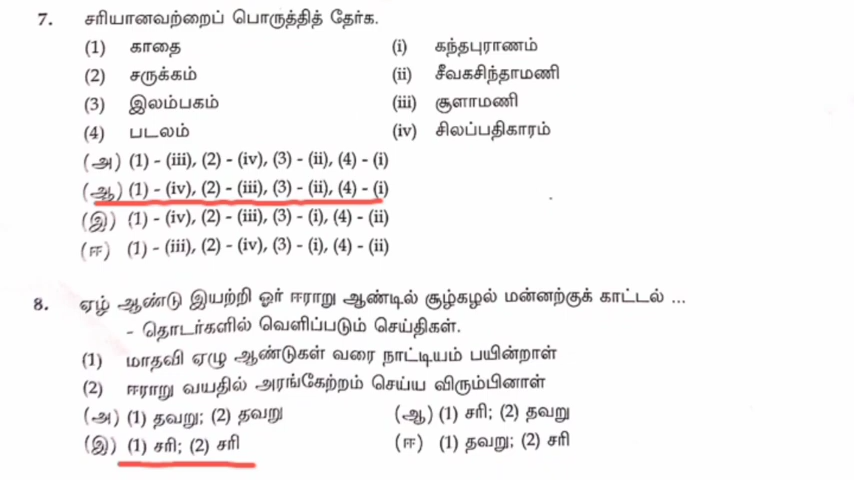 7. சரியானவற்றைப் பொருத்தித் தேர்க.
(1) காதை (i) கந்தபுராணம்
(2) சருக்கம் (ii) சீவகசிந்தாமணி
(3) இலம்பகம் (iii) சூளாமணி
(4) படலம் (iv) சிலப்பதிகாரம்
(அ) (1) - (iii), (2) - (iv), (3) - (ii), (4) - (i)
(ஆ) (1) - (iv), (2) - (iii), (3) - (ii), (4) - (i)
(இ) (1) - (iv), (2) - (iii), (3) - (i), (4) - (ii)
(ஈ) (1) - (iii), (2) - (iv), (3) - (i), (4) - (ii)
8. ஏழ் ஆண்டு இயற்றி ஓர் ஈராறு ஆண்டில் சூழ்கழல் மன்னற்குக் காட்டல் ...
- தொடர்களில் வெளிப்படும் செய்திகள்.
(1) மாதவி ஏழு ஆண்டுகள் வரை நாட்டியம் பயின்றாள்
(2) ஈராறு வயதில் அரங்கேற்றம் செய்ய விரும்பினாள்
(அ) (1) தவறு; (2) தவறு (ஆ) (1) சரி; (2) தவறு
(இ) (1) சரி; (2) சரி (ஈ) (1) தவறு; (2) சரி